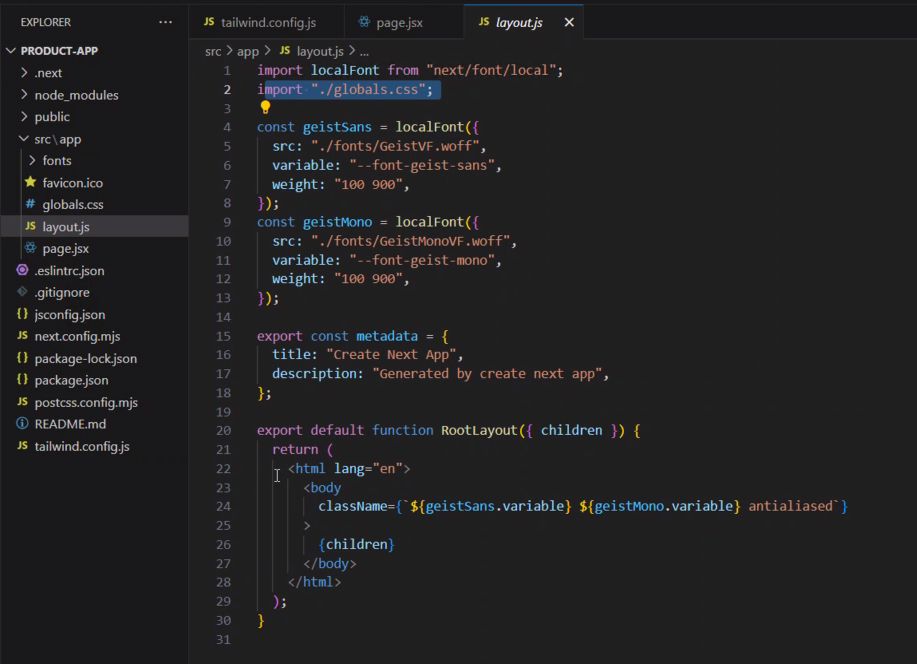 EXPLORER
PRODUCT-APP
.next
node_modules
public
src\app
fonts
favicon.ico
globals.css
layout.js
page.jsx
.eslintrc.json
.gitignore
jsconfig.json
next.config.mjs
package-lock.json
package.json
postcss.config.mjs
README.md
tailwind.config.js
JS tailwind.config.js page.jsx JS layout.js
src > app > JS layout.js > ...
1 import localFont from "next/font/local";
2 import "./globals.css";
3
4 const geistSans = localFont({
5   src: "./fonts/GeistVF.woff",
6   variable: "--font-geist-sans",
7   weight: "100 900",
8 });
9 const geistMono = localFont({
10   src: "./fonts/GeistMonoVF.woff",
11   variable: "--font-geist-mono",
12   weight: "100 900",
13 });
14
15 export const metadata = {
16   title: "Create Next App",
17   description: "Generated by create next app",
18 };
19
20 export default function RootLayout({ children }) {
21   return (
22     <html lang="en">
23       <body
24         className={`${geistSans.variable} ${geistMono.variable} antialiased`}
25       >
26         {children}
27       </body>
28     </html>
29   );
30 }
31